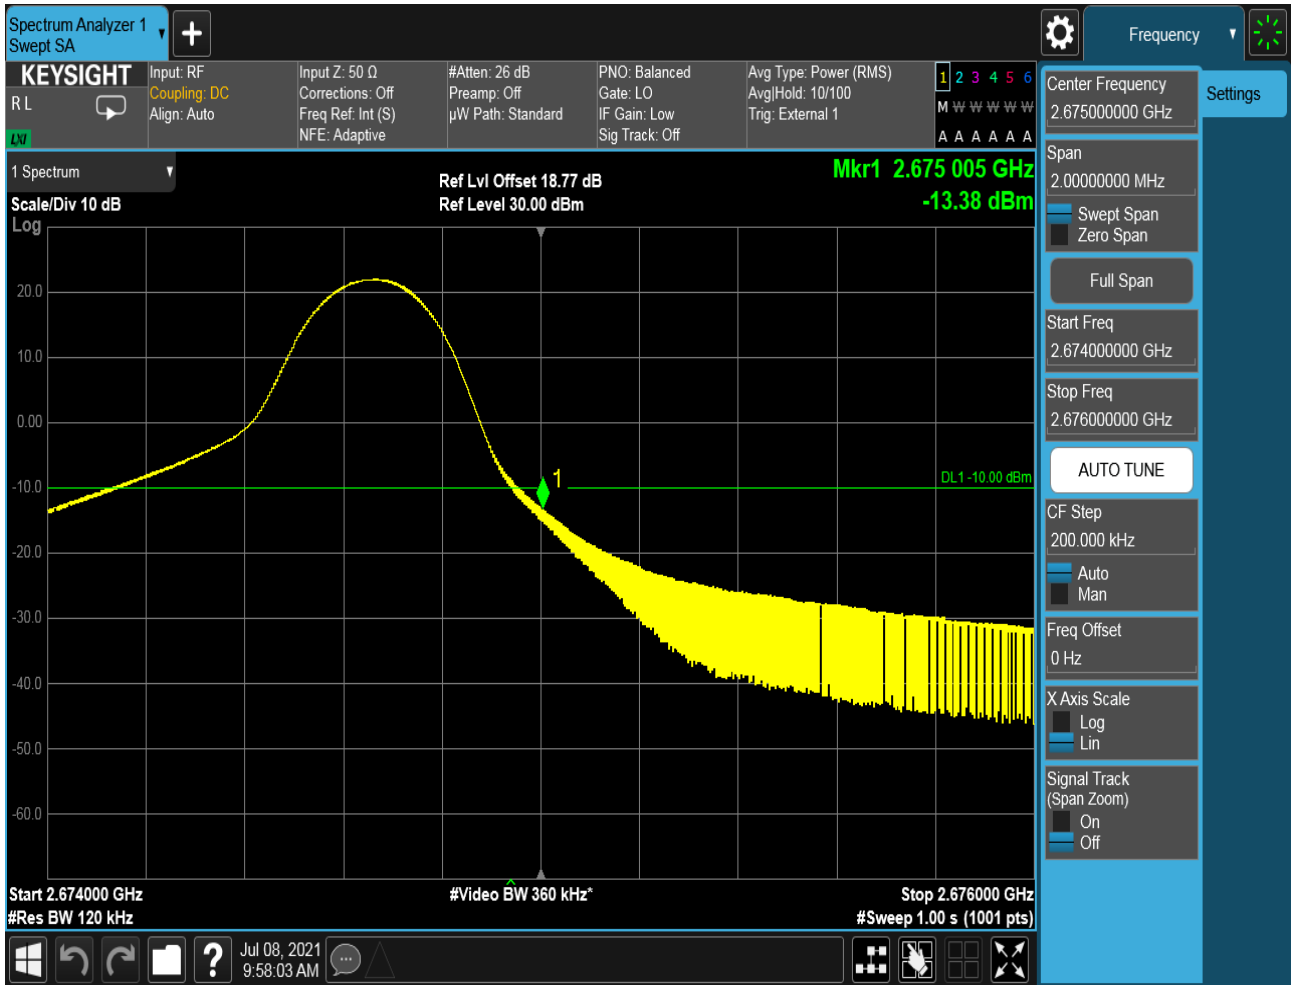 Spectrum Analyzer 1
Swept SA
Frequency
KEYSIGHT
R L
LXI
Input: RF
Coupling: DC
Align: Auto
Input Z: 50 Ω
Corrections: Off
Freq Ref: Int (S)
NFE: Adaptive
#Atten: 26 dB
Preamp: Off
µW Path: Standard
PNO: Balanced
Gate: LO
IF Gain: Low
Sig Track: Off
Avg Type: Power (RMS)
Avg|Hold: 10/100
Trig: External 1
1 2 3 4 5 6
M W W W W W
A A A A A A
1 Spectrum
Scale/Div 10 dB
Log
Ref Lvl Offset 18.77 dB
Ref Level 30.00 dBm
Mkr1 2.675 005 GHz
-13.38 dBm
20.0
10.0
0.00
-10.0
-20.0
-30.0
-40.0
-50.0
-60.0
1
DL1 -10.00 dBm
Start 2.674000 GHz
#Res BW 120 kHz
#Video BW 360 kHz*
Stop 2.676000 GHz
#Sweep 1.00 s (1001 pts)
Center Frequency
2.675000000 GHz
Settings
Span
2.00000000 MHz
Swept Span
Zero Span
Full Span
Start Freq
2.674000000 GHz
Stop Freq
2.676000000 GHz
AUTO TUNE
CF Step
200.000 kHz
Auto
Man
Freq Offset
0 Hz
X Axis Scale
Log
Lin
Signal Track
(Span Zoom)
On
Off
?
Jul 08, 2021
9:58:03 AM